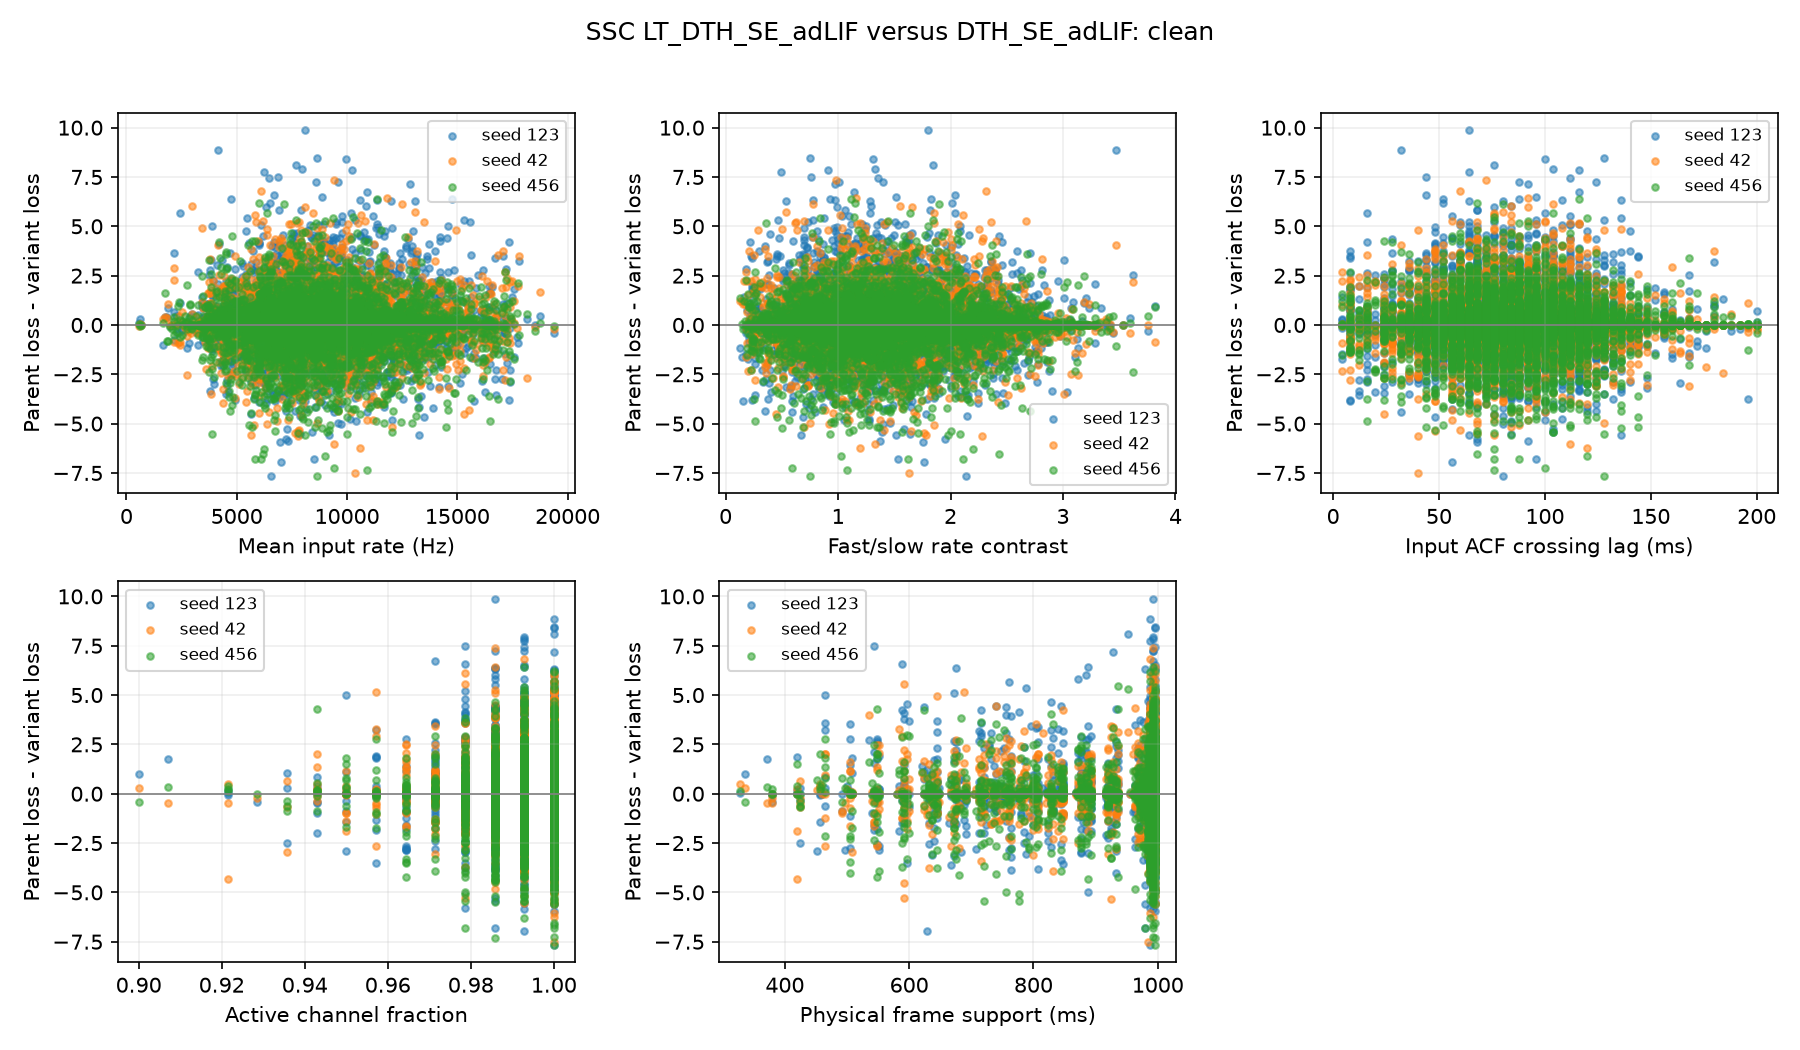 SSC LT_DTH_SE_adLIF versus DTH_SE_adLIF: clean
Parent loss - variant loss
10.0
7.5
5.0
2.5
0.0
−2.5
−5.0
−7.5
seed 123
seed 42
seed 456
0 5000 10000 15000 20000
Mean input rate (Hz)
Parent loss - variant loss
10.0
7.5
5.0
2.5
0.0
−2.5
−5.0
−7.5
seed 123
seed 42
seed 456
0 1 2 3 4
Fast/slow rate contrast
Parent loss - variant loss
10.0
7.5
5.0
2.5
0.0
−2.5
−5.0
−7.5
seed 123
seed 42
seed 456
0 50 100 150 200
Input ACF crossing lag (ms)
Parent loss - variant loss
10.0
7.5
5.0
2.5
0.0
−2.5
−5.0
−7.5
seed 123
seed 42
seed 456
0.90 0.92 0.94 0.96 0.98 1.00
Active channel fraction
Parent loss - variant loss
10.0
7.5
5.0
2.5
0.0
−2.5
−5.0
−7.5
seed 123
seed 42
seed 456
400 600 800 1000
Physical frame support (ms)